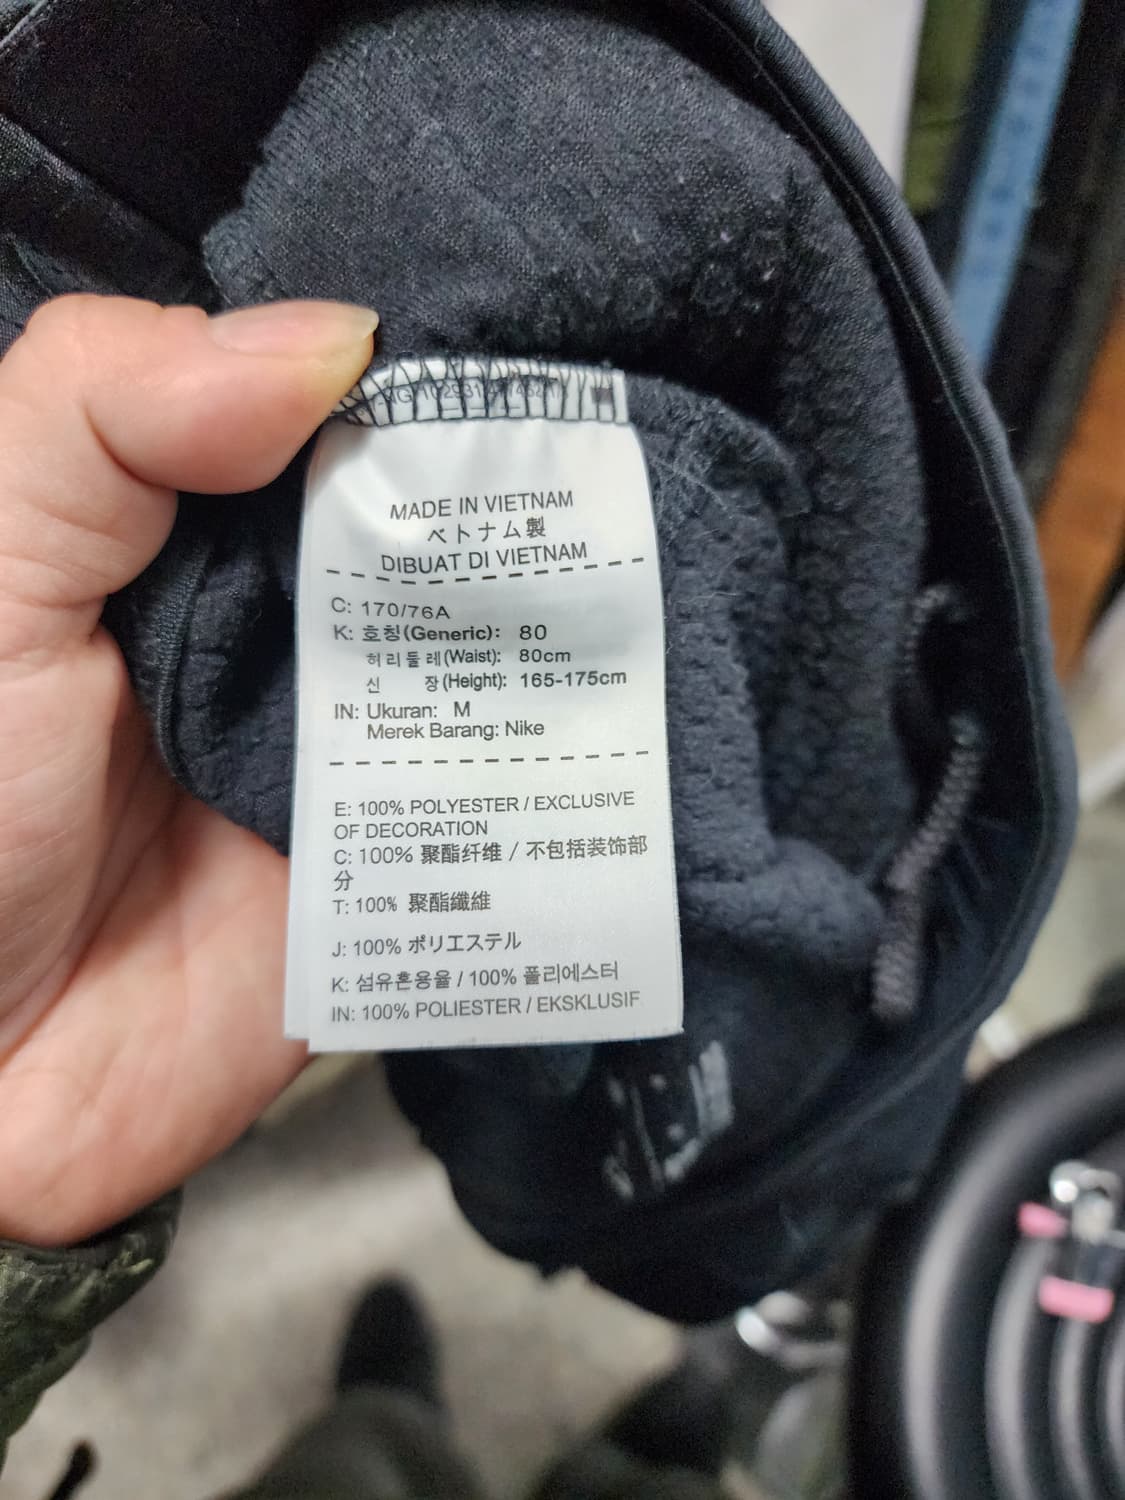 MADE IN VIETNAM
ベトナム製
DIBUAT DI VIETNAM
C: 170/76A
K: 호칭(Generic): 80
허리둘레(Waist): 80cm
신 장(Height): 165-175cm
IN: Ukuran: M
Merek Barang: Nike
E: 100% POLYESTER / EXCLUSIVE
OF DECORATION
C: 100% 聚酯纤维 / 不包括装饰部
分
T: 100% 聚酯纖維
J: 100% ポリエステル
K: 섬유혼용율 / 100% 폴리에스터
IN: 100% POLIESTER / EKSKLUSIF